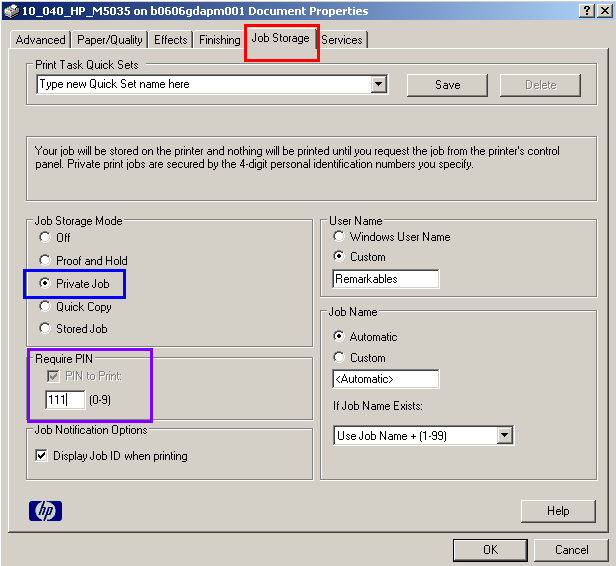 10_040_HP_M5035 on b0606gdapm001 Document Properties
Advanced Paper/Quality Effects Finishing Job Storage Services
Print Task Quick Sets
Type new Quick Set name here Save Delete
Your job will be stored on the printer and nothing will be printed until you request the job from the printer's control
panel. Private print jobs are secured by the 4-digit personal identification numbers you specify.
Job Storage Mode
Off
Proof and Hold
Private Job
Quick Copy
Stored Job
Require PIN
PIN to Print:
111 (0-9)
Job Notification Options
Display Job ID when printing
User Name
Windows User Name
Custom
Remarkables
Job Name
Automatic
Custom
<Automatic>
If Job Name Exists:
Use Job Name + (1-99)
hp
Help
OK Cancel